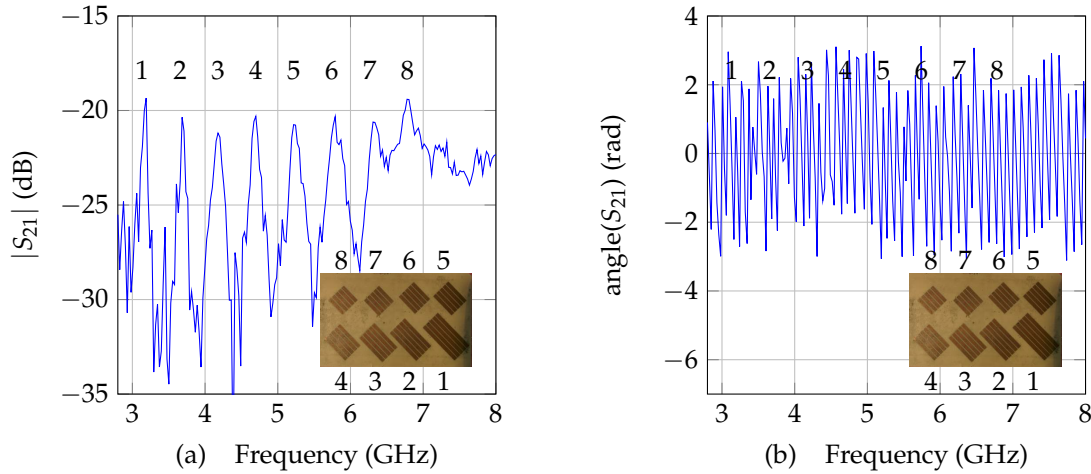 −15
−20
−25
−30
−35
|S21| (dB)
1 2 3 4 5 6 7 8
8 7 6 5
4 3 2 1
3 4 5 6 7 8
(a) Frequency (GHz)
4
2
0
−2
−4
−6
angle(S21) (rad)
1 2 3 4 5 6 7 8
8 7 6 5
4 3 2 1
3 4 5 6 7 8
(b) Frequency (GHz)